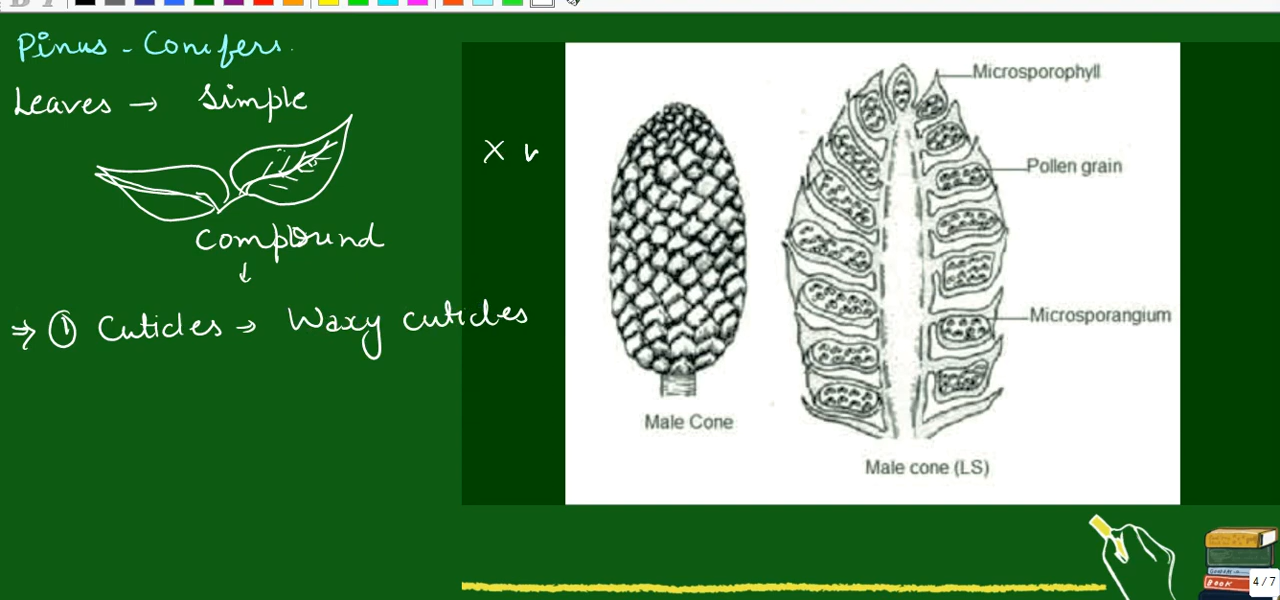 Pinus - Conifers.
Leaves → Simple
Compound
↓
⇒ ① Cuticles → Waxy cuticles
X v
Microsporophyll
Pollen grain
Microsporangium
Male Cone
Male cone (LS)
BOOK
4/7